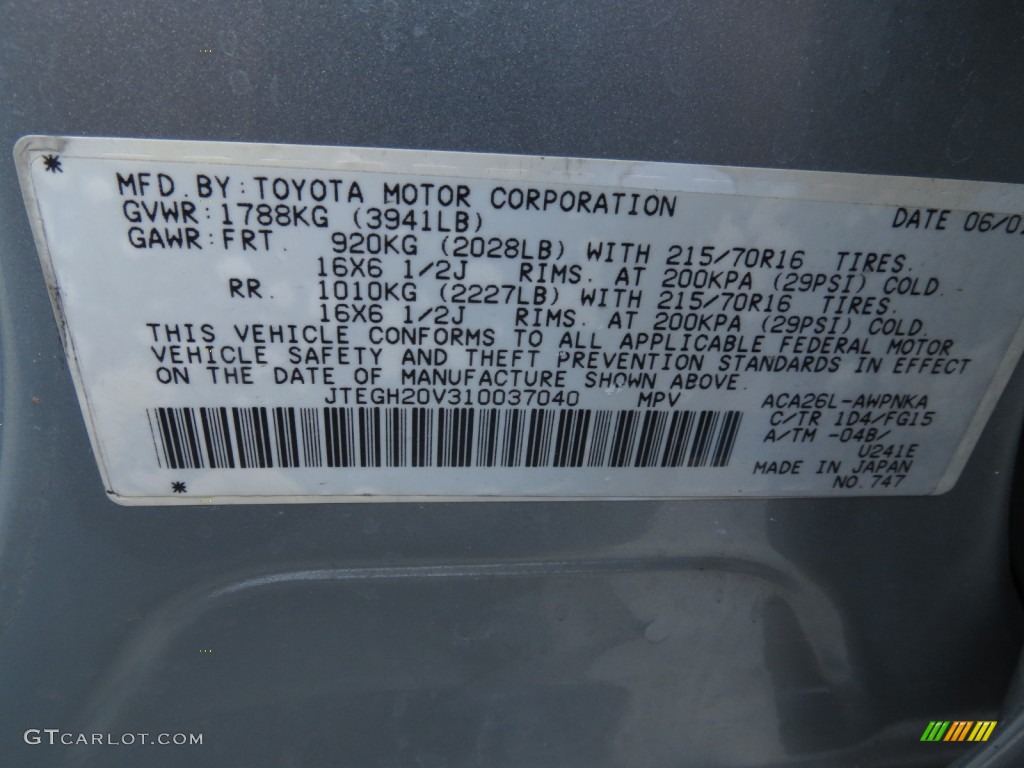 MFD. BY: TOYOTA MOTOR CORPORATION DATE 06/01
GVWR: 1788KG (3941LB)
GAWR: FRT. 920KG (2028LB) WITH 215/70R16 TIRES.
16X6 1/2J RIMS. AT 200KPA (29PSI) COLD.
RR. 1010KG (2227LB) WITH 215/70R16 TIRES.
16X6 1/2J RIMS. AT 200KPA (29PSI) COLD.
THIS VEHICLE CONFORMS TO ALL APPLICABLE FEDERAL MOTOR
VEHICLE SAFETY AND THEFT PREVENTION STANDARDS IN EFFECT
ON THE DATE OF MANUFACTURE SHOWN ABOVE.
JTEGH20V310037040 MPV ACA26L-AWPNKA
C/TR 1D4/FG15
A/TM -04B/
U241E
MADE IN JAPAN
NO. 747
GTCARLOT.COM